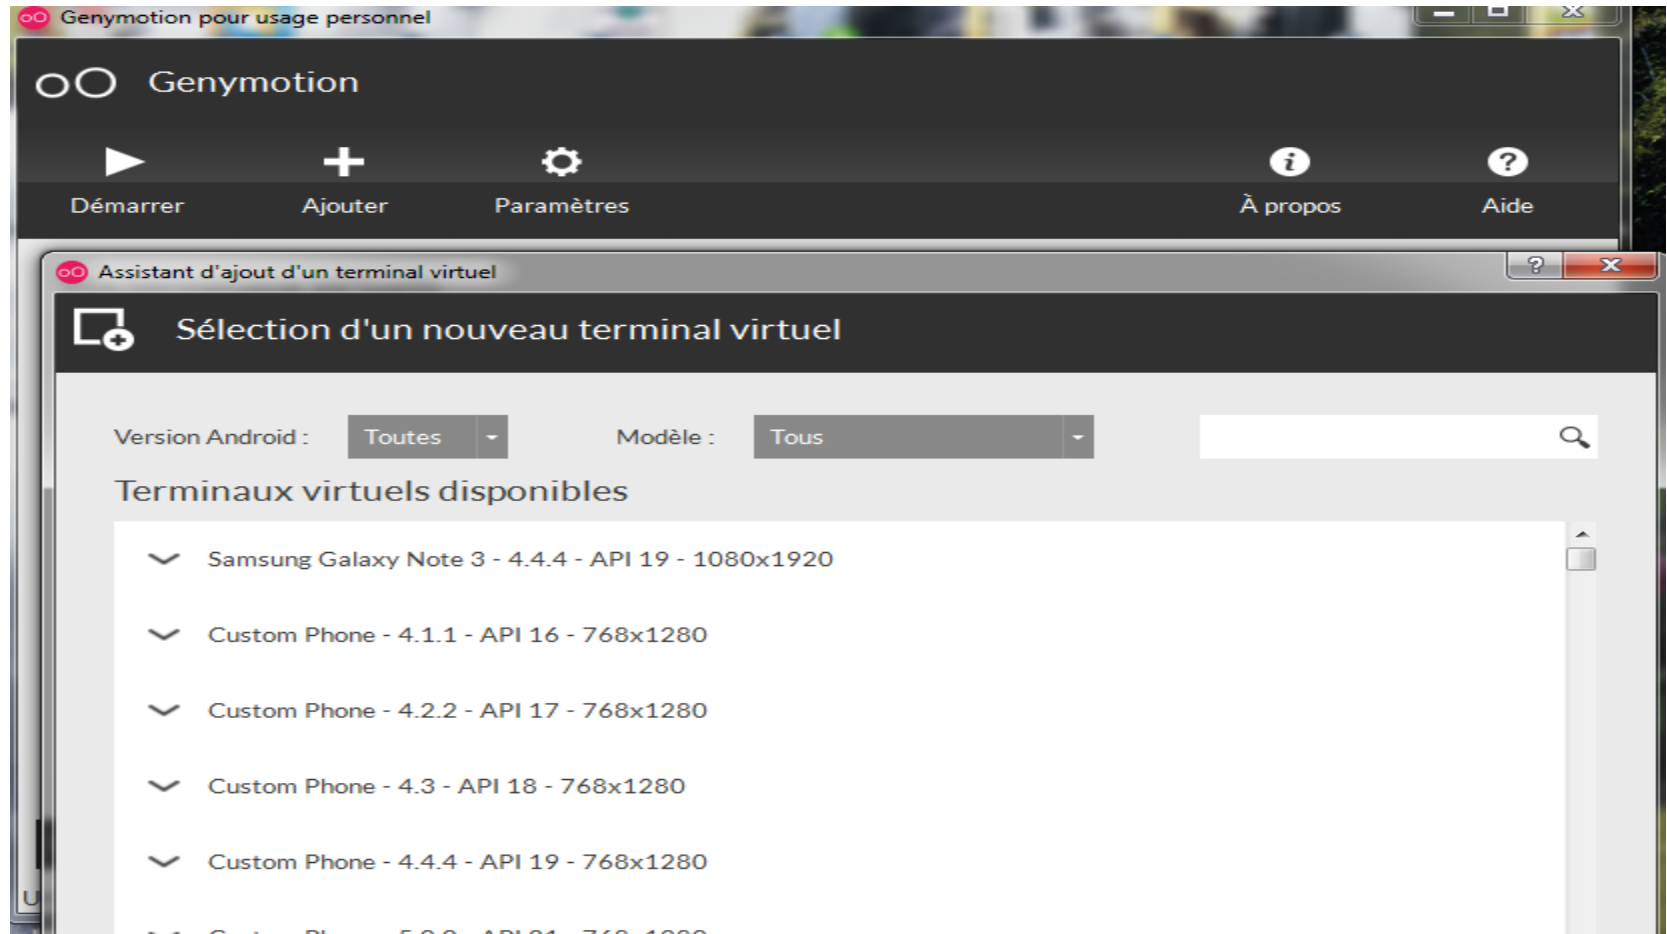 Genymotion pour usage personnel
Genymotion
Démarrer Ajouter Paramètres À propos Aide
Assistant d'ajout d'un terminal virtuel
Sélection d'un nouveau terminal virtuel
Version Android : Toutes Modèle : Tous
Terminaux virtuels disponibles
Samsung Galaxy Note 3 - 4.4.4 - API 19 - 1080x1920
Custom Phone - 4.1.1 - API 16 - 768x1280
Custom Phone - 4.2.2 - API 17 - 768x1280
Custom Phone - 4.3 - API 18 - 768x1280
Custom Phone - 4.4.4 - API 19 - 768x1280
U